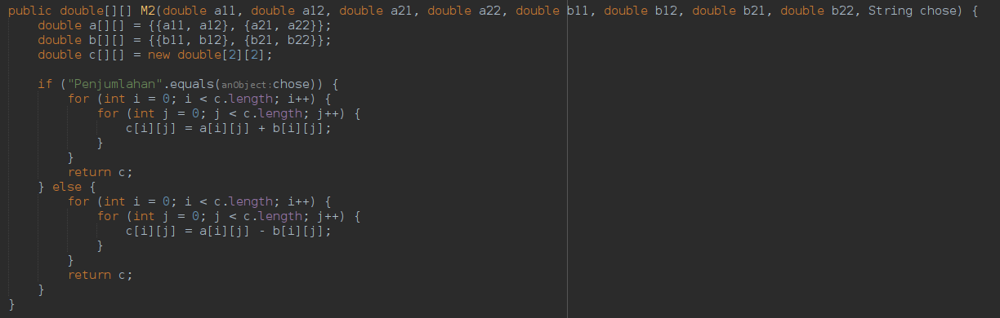 public double[][] M2(double a11, double a12, double a21, double a22, double b11, double b12, double b21, double b22, String chose) {
    double a[][] = {{a11, a12}, {a21, a22}};
    double b[][] = {{b11, b12}, {b21, b22}};
    double c[][] = new double[2][2];

    if ("Penjumlahan".equals(anObject:chose)) {
        for (int i = 0; i < c.length; i++) {
            for (int j = 0; j < c.length; j++) {
                c[i][j] = a[i][j] + b[i][j];
            }
        }
        return c;
    } else {
        for (int i = 0; i < c.length; i++) {
            for (int j = 0; j < c.length; j++) {
                c[i][j] = a[i][j] - b[i][j];
            }
        }
        return c;
    }
}